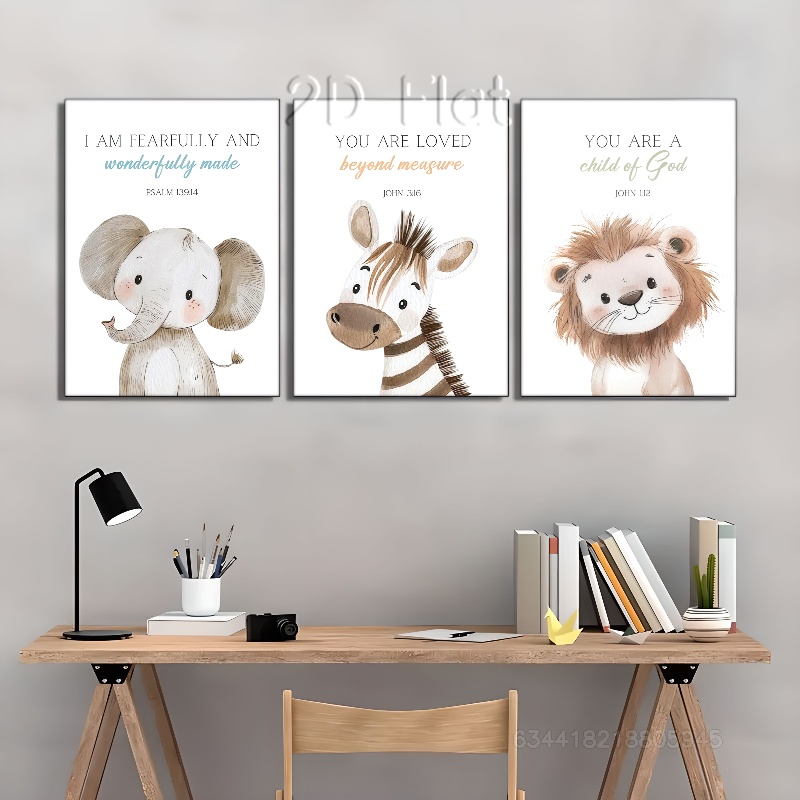 2D Flat
I AM FEARFULLY AND
wonderfully made
PSALM 139:14
YOU ARE LOVED
beyond measure
JOHN 3:16
YOU ARE A
child of God
JOHN 1:12
634418218805945